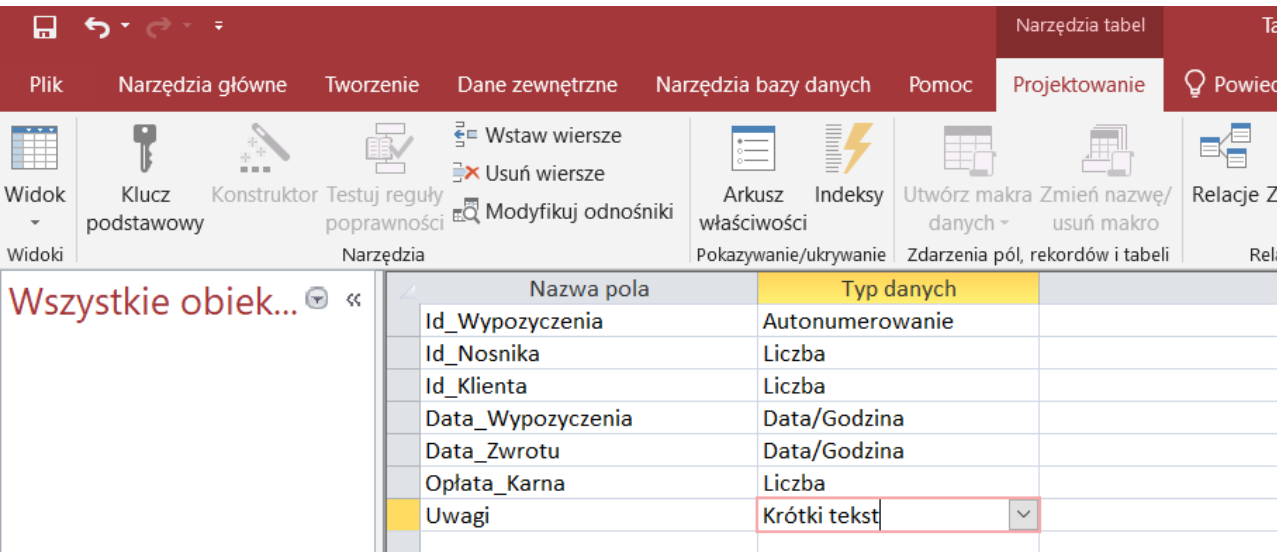 Narzędzia tabel
Plik Narzędzia główne Tworzenie Dane zewnętrzne Narzędzia bazy danych Pomoc Projektowanie
Widok
Klucz podstawowy
Konstruktor
Testuj reguły poprawności
Wstaw wiersze
Usuń wiersze
Modyfikuj odnośniki
Arkusz właściwości
Indeksy
Utwórz makra danych
Zmień nazwę/ usuń makro
Relacje
Widoki Narzędzia Pokazywanie/ukrywanie Zdarzenia pól, rekordów i tabeli
Wszystkie obiek... «
Nazwa pola Typ danych
Id_Wypozyczenia Autonumerowanie
Id_Nosnika Liczba
Id_Klienta Liczba
Data_Wypozyczenia Data/Godzina
Data_Zwrotu Data/Godzina
Opłata_Karna Liczba
Uwagi Krótki tekst